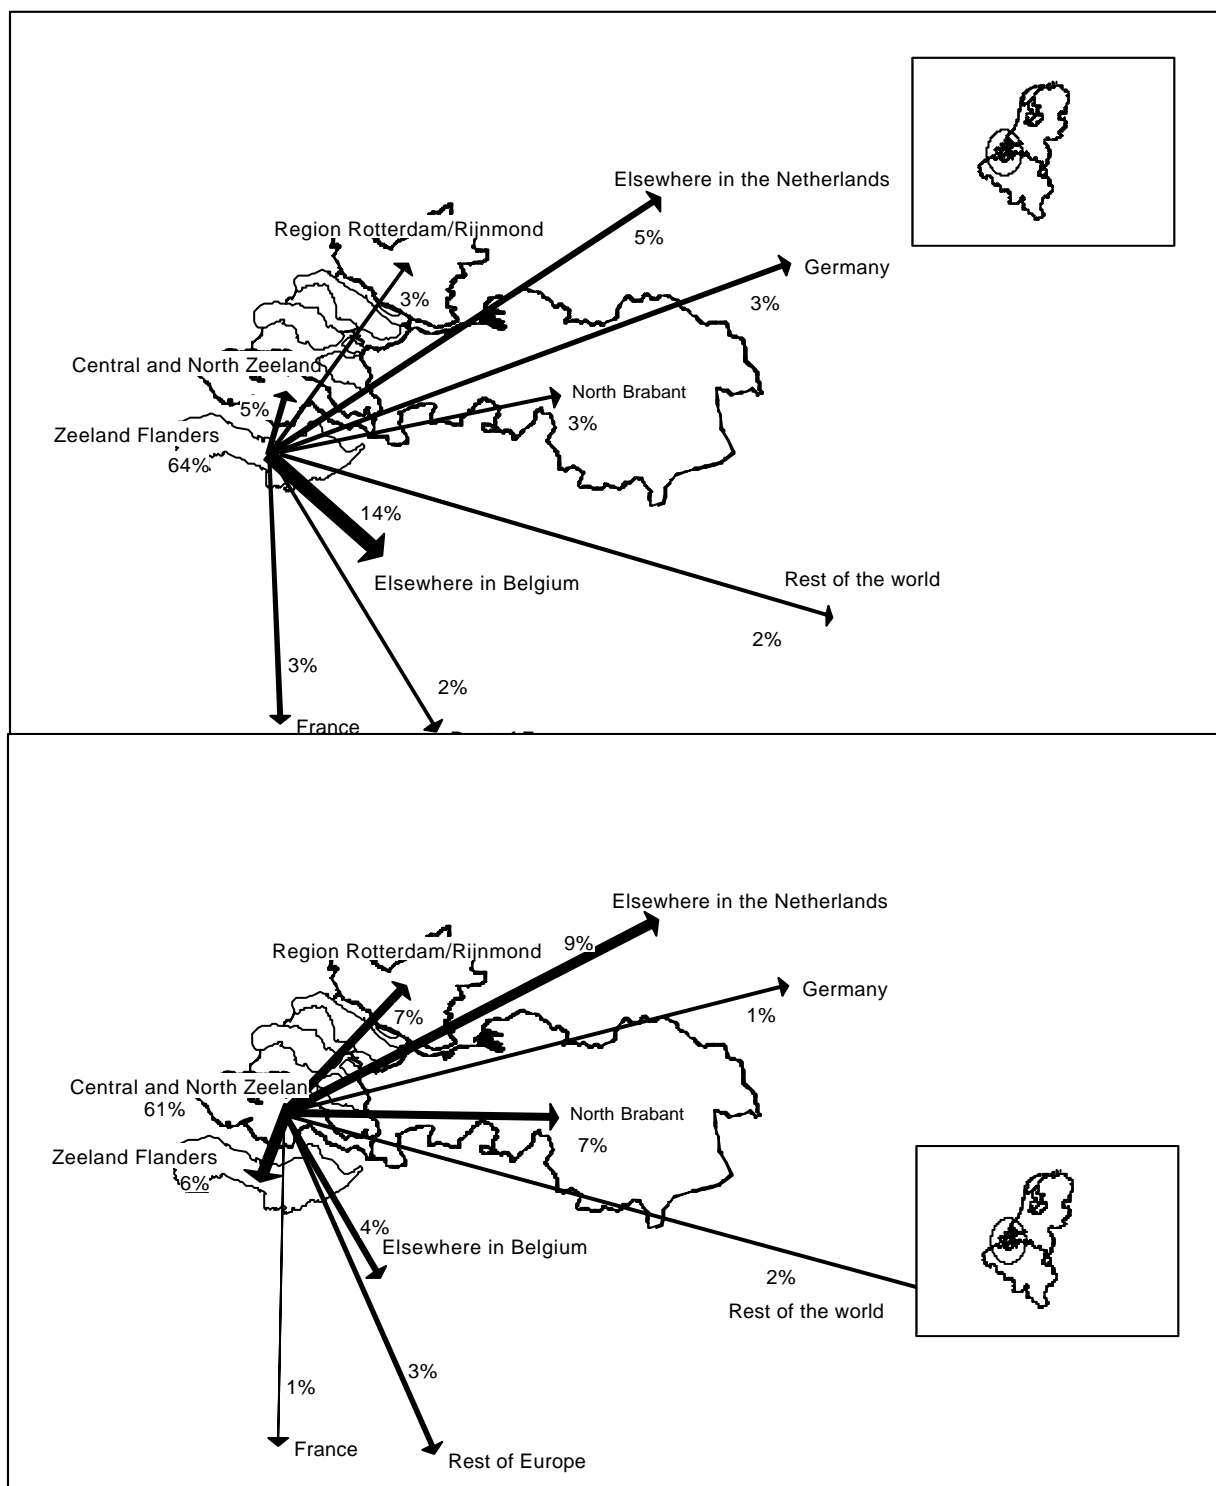 Elsewhere in the Netherlands
Region Rotterdam/Rijnmond
5%
Germany
3%
3%
Central and North Zeeland
North Brabant
5%
3%
Zeeland Flanders
64%
14%
Elsewhere in Belgium
Rest of the world
2%
3%
2%
France
Elsewhere in the Netherlands
9%
Region Rotterdam/Rijnmond
Germany
7%
1%
Central and North Zeelan
61%
North Brabant
7%
Zeeland Flanders
6%
4%
Elsewhere in Belgium
2%
Rest of the world
3%
1%
France
Rest of Europe